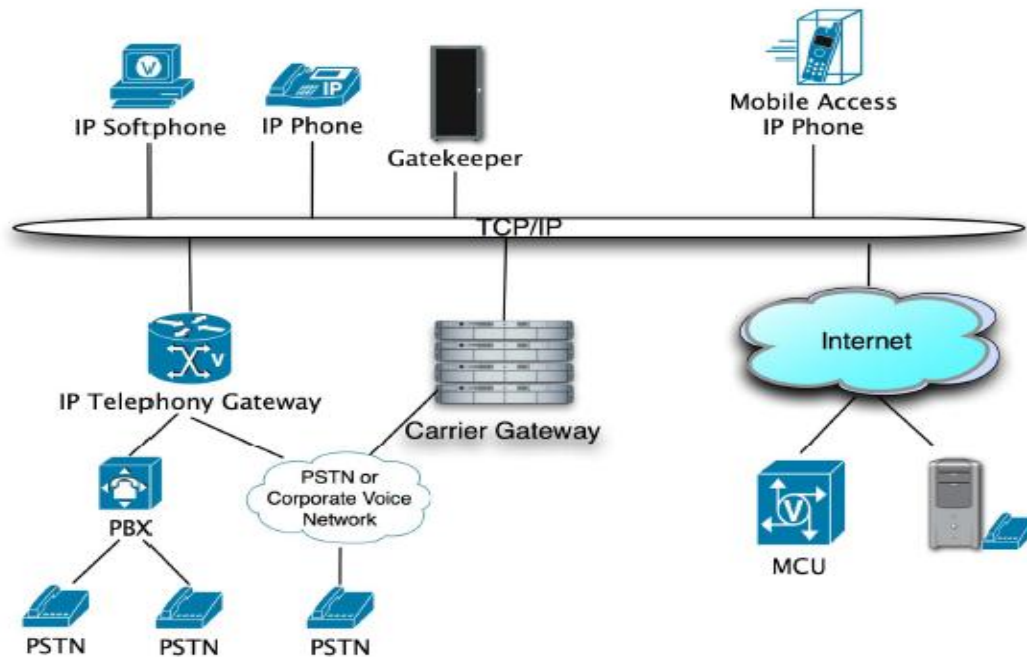 V
IP
IP Softphone
IP Phone
Gatekeeper
Mobile Access
IP Phone
TCP/IP
V
IP Telephony Gateway
Carrier Gateway
Internet
PBX
PSTN or
Corporate Voice
Network
V
MCU
PSTN
PSTN
PSTN